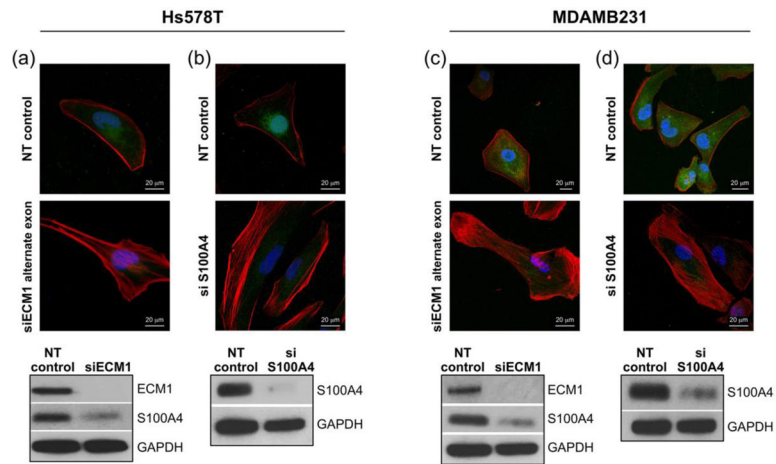 Hs578T
MDAMB231
(a)
(b)
(c)
(d)
NT control
20 μm
NT control
20 μm
NT control
20 μm
NT control
20 μm
siECM1 alternate exon
20 μm
si S100A4
20 μm
siECM1 alternate exon
20 μm
si S100A4
20 μm
NT
control siECM1
ECM1
S100A4
GAPDH
NT si
control S100A4
S100A4
GAPDH
NT
control siECM1
ECM1
S100A4
GAPDH
NT si
control S100A4
S100A4
GAPDH